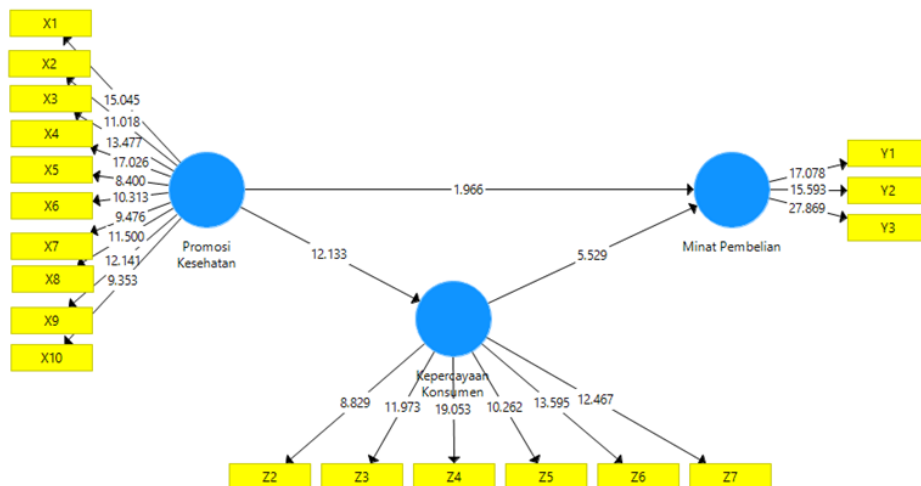 X1
X2
X3
X4
X5
X6
X7
X8
X9
X10
15.045
11.018
13.477
17.026
8.400
10.313
9.476
11.500
12.141
9.353
Promosi
Kesehatan
1.966
12.133
5.529
Minat Pembelian
17.078
15.593
27.869
Y1
Y2
Y3
Kepercayaan
Konsumen
8.829
11.973
19.053
10.262
13.595
12.467
Z2
Z3
Z4
Z5
Z6
Z7